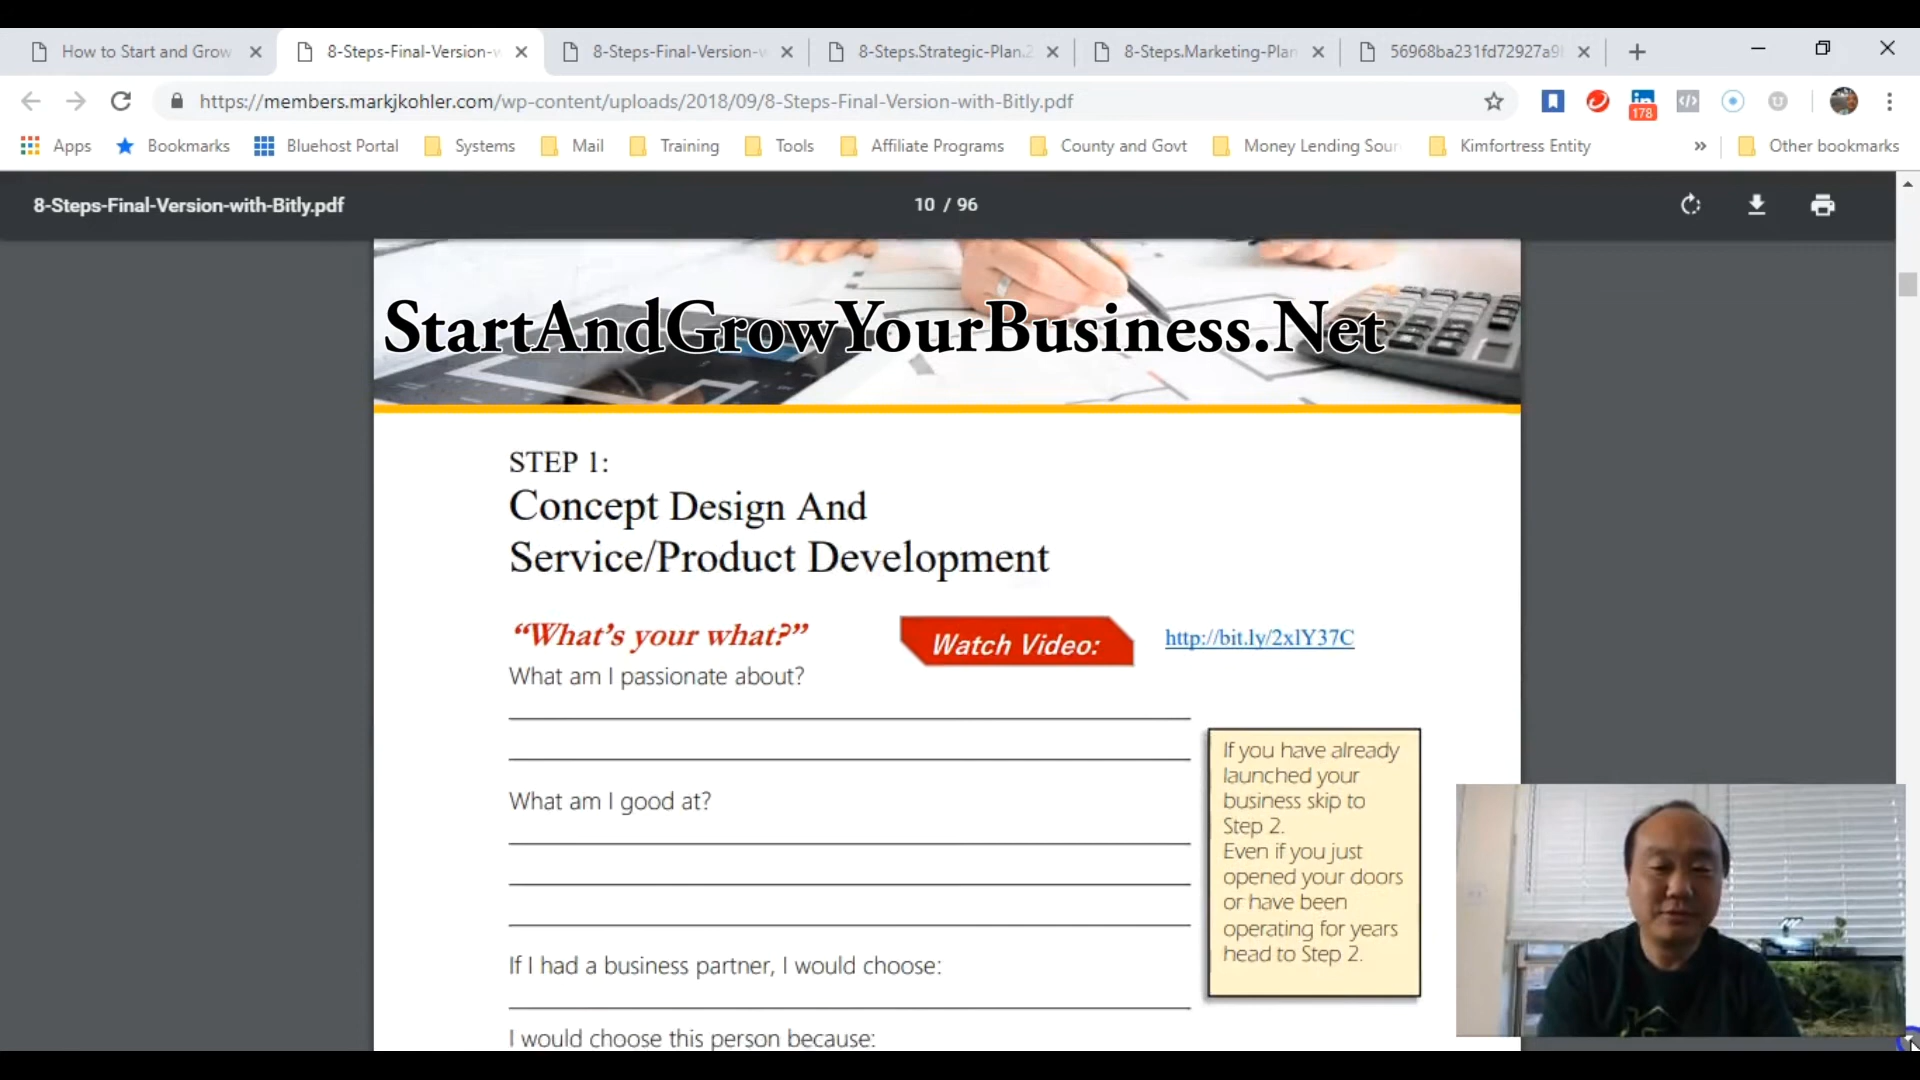 How to Start and Grow
8-Steps-Final-Version-w
8-Steps-Final-Version-w
8-Steps.Strategic-Plan.2
8-Steps.Marketing-Plan
56968ba231fd72927a9
https://members.markjkohler.com/wp-content/uploads/2018/09/8-Steps-Final-Version-with-Bitly.pdf
178
Apps
Bookmarks
Bluehost Portal
Systems
Mail
Training
Tools
Affiliate Programs
County and Govt
Money Lending Sour
Kimfortress Entity
»
Other bookmarks
8-Steps-Final-Version-with-Bitly.pdf
10 / 96
StartAndGrowYourBusiness.Net
STEP 1:
Concept Design And
Service/Product Development
“What’s your what?”
Watch Video:
http://bit.ly/2xlY37C
What am I passionate about?
What am I good at?
If I had a business partner, I would choose:
I would choose this person because:
If you have already
launched your
business skip to
Step 2.
Even if you just
opened your doors
or have been
operating for years
head to Step 2.